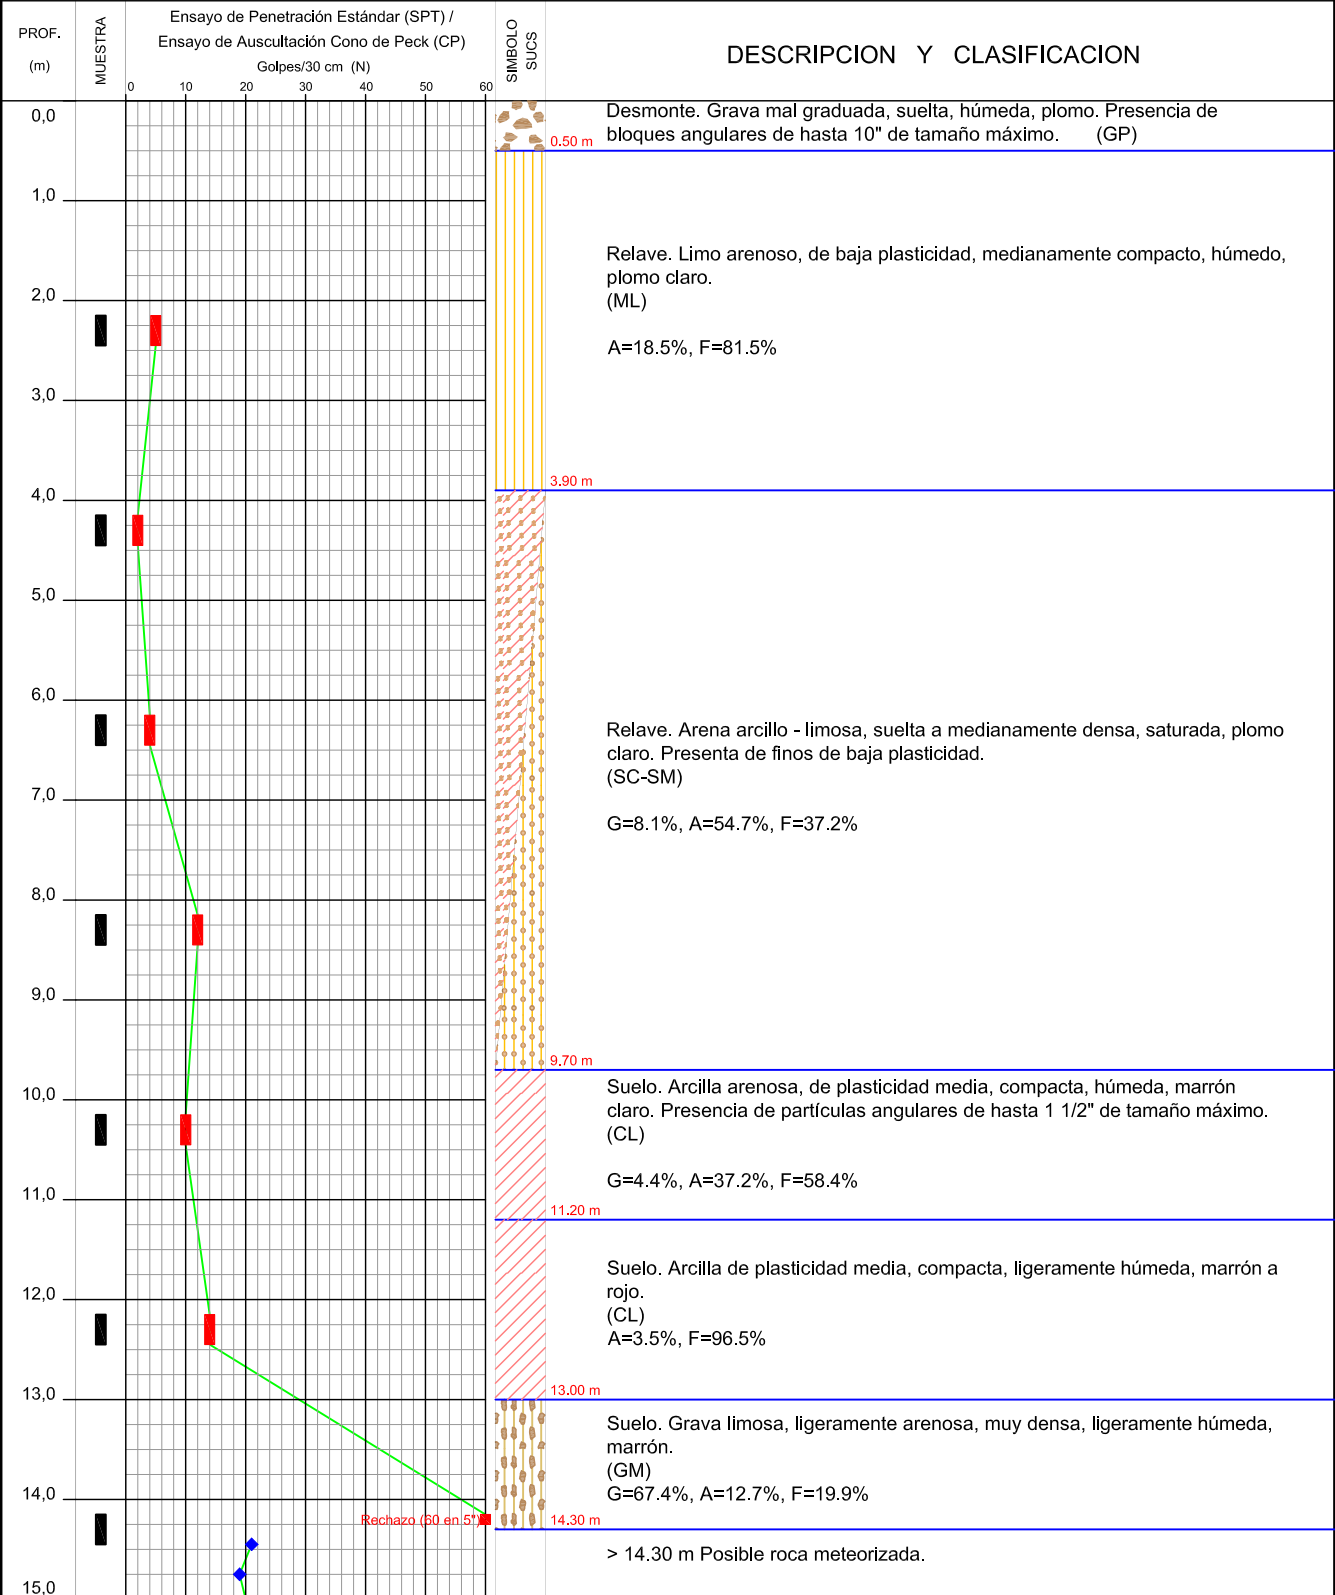 PROF.
(m)
MUESTRA
Ensayo de Penetración Estándar (SPT) /
Ensayo de Auscultación Cono de Peck (CP)
Golpes/30 cm (N)
0 10 20 30 40 50 60
SIMBOLO
SUCS
DESCRIPCION Y CLASIFICACION
0,0
Desmonte. Grava mal graduada, suelta, húmeda, plomo. Presencia de
bloques angulares de hasta 10" de tamaño máximo. (GP)
0.50 m
1,0
Relave. Limo arenoso, de baja plasticidad, medianamente compacto, húmedo,
plomo claro.
(ML)
2,0
A=18.5%, F=81.5%
3,0
3.90 m
4,0
5,0
6,0
Relave. Arena arcillo - limosa, suelta a medianamente densa, saturada, plomo
claro. Presenta de finos de baja plasticidad.
(SC-SM)
7,0
G=8.1%, A=54.7%, F=37.2%
8,0
9,0
9.70 m
10,0
Suelo. Arcilla arenosa, de plasticidad media, compacta, húmeda, marrón
claro. Presencia de partículas angulares de hasta 1 1/2" de tamaño máximo.
(CL)
G=4.4%, A=37.2%, F=58.4%
11,0
11.20 m
Suelo. Arcilla de plasticidad media, compacta, ligeramente húmeda, marrón a
rojo.
12,0
(CL)
A=3.5%, F=96.5%
13,0
13.00 m
Suelo. Grava limosa, ligeramente arenosa, muy densa, ligeramente húmeda,
marrón.
(GM)
G=67.4%, A=12.7%, F=19.9%
14,0
Rechazo (60 en 5")
14.30 m
> 14.30 m Posible roca meteorizada.
15,0